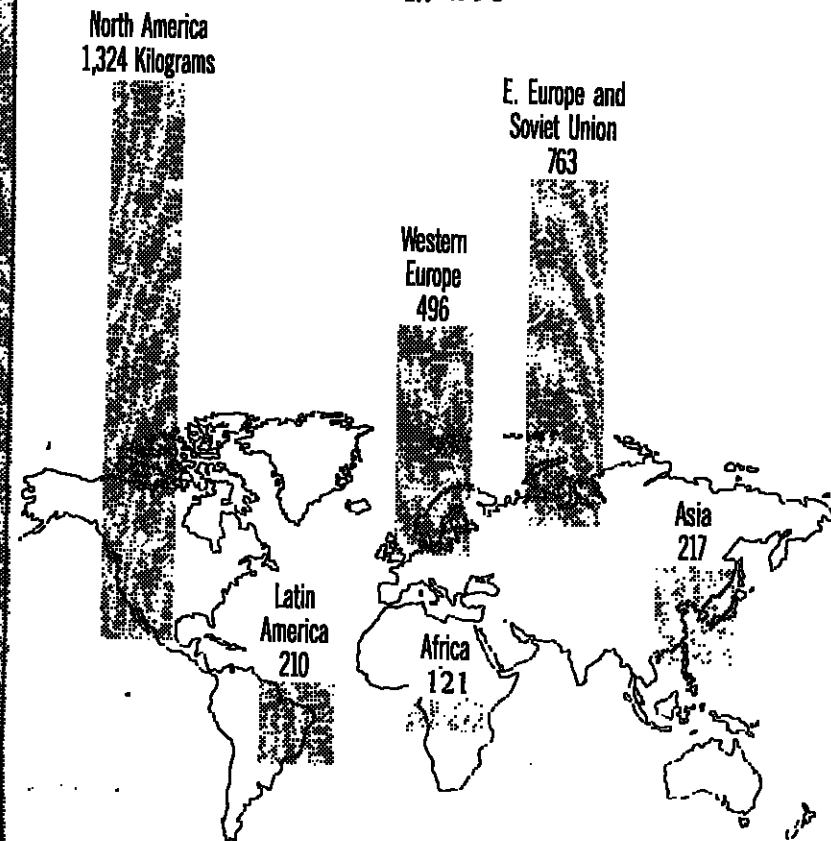 North America
1,324 Kilograms
E. Europe and
Soviet Union
763
Western
Europe
496
Asia
217
Latin
America
210
Africa
121